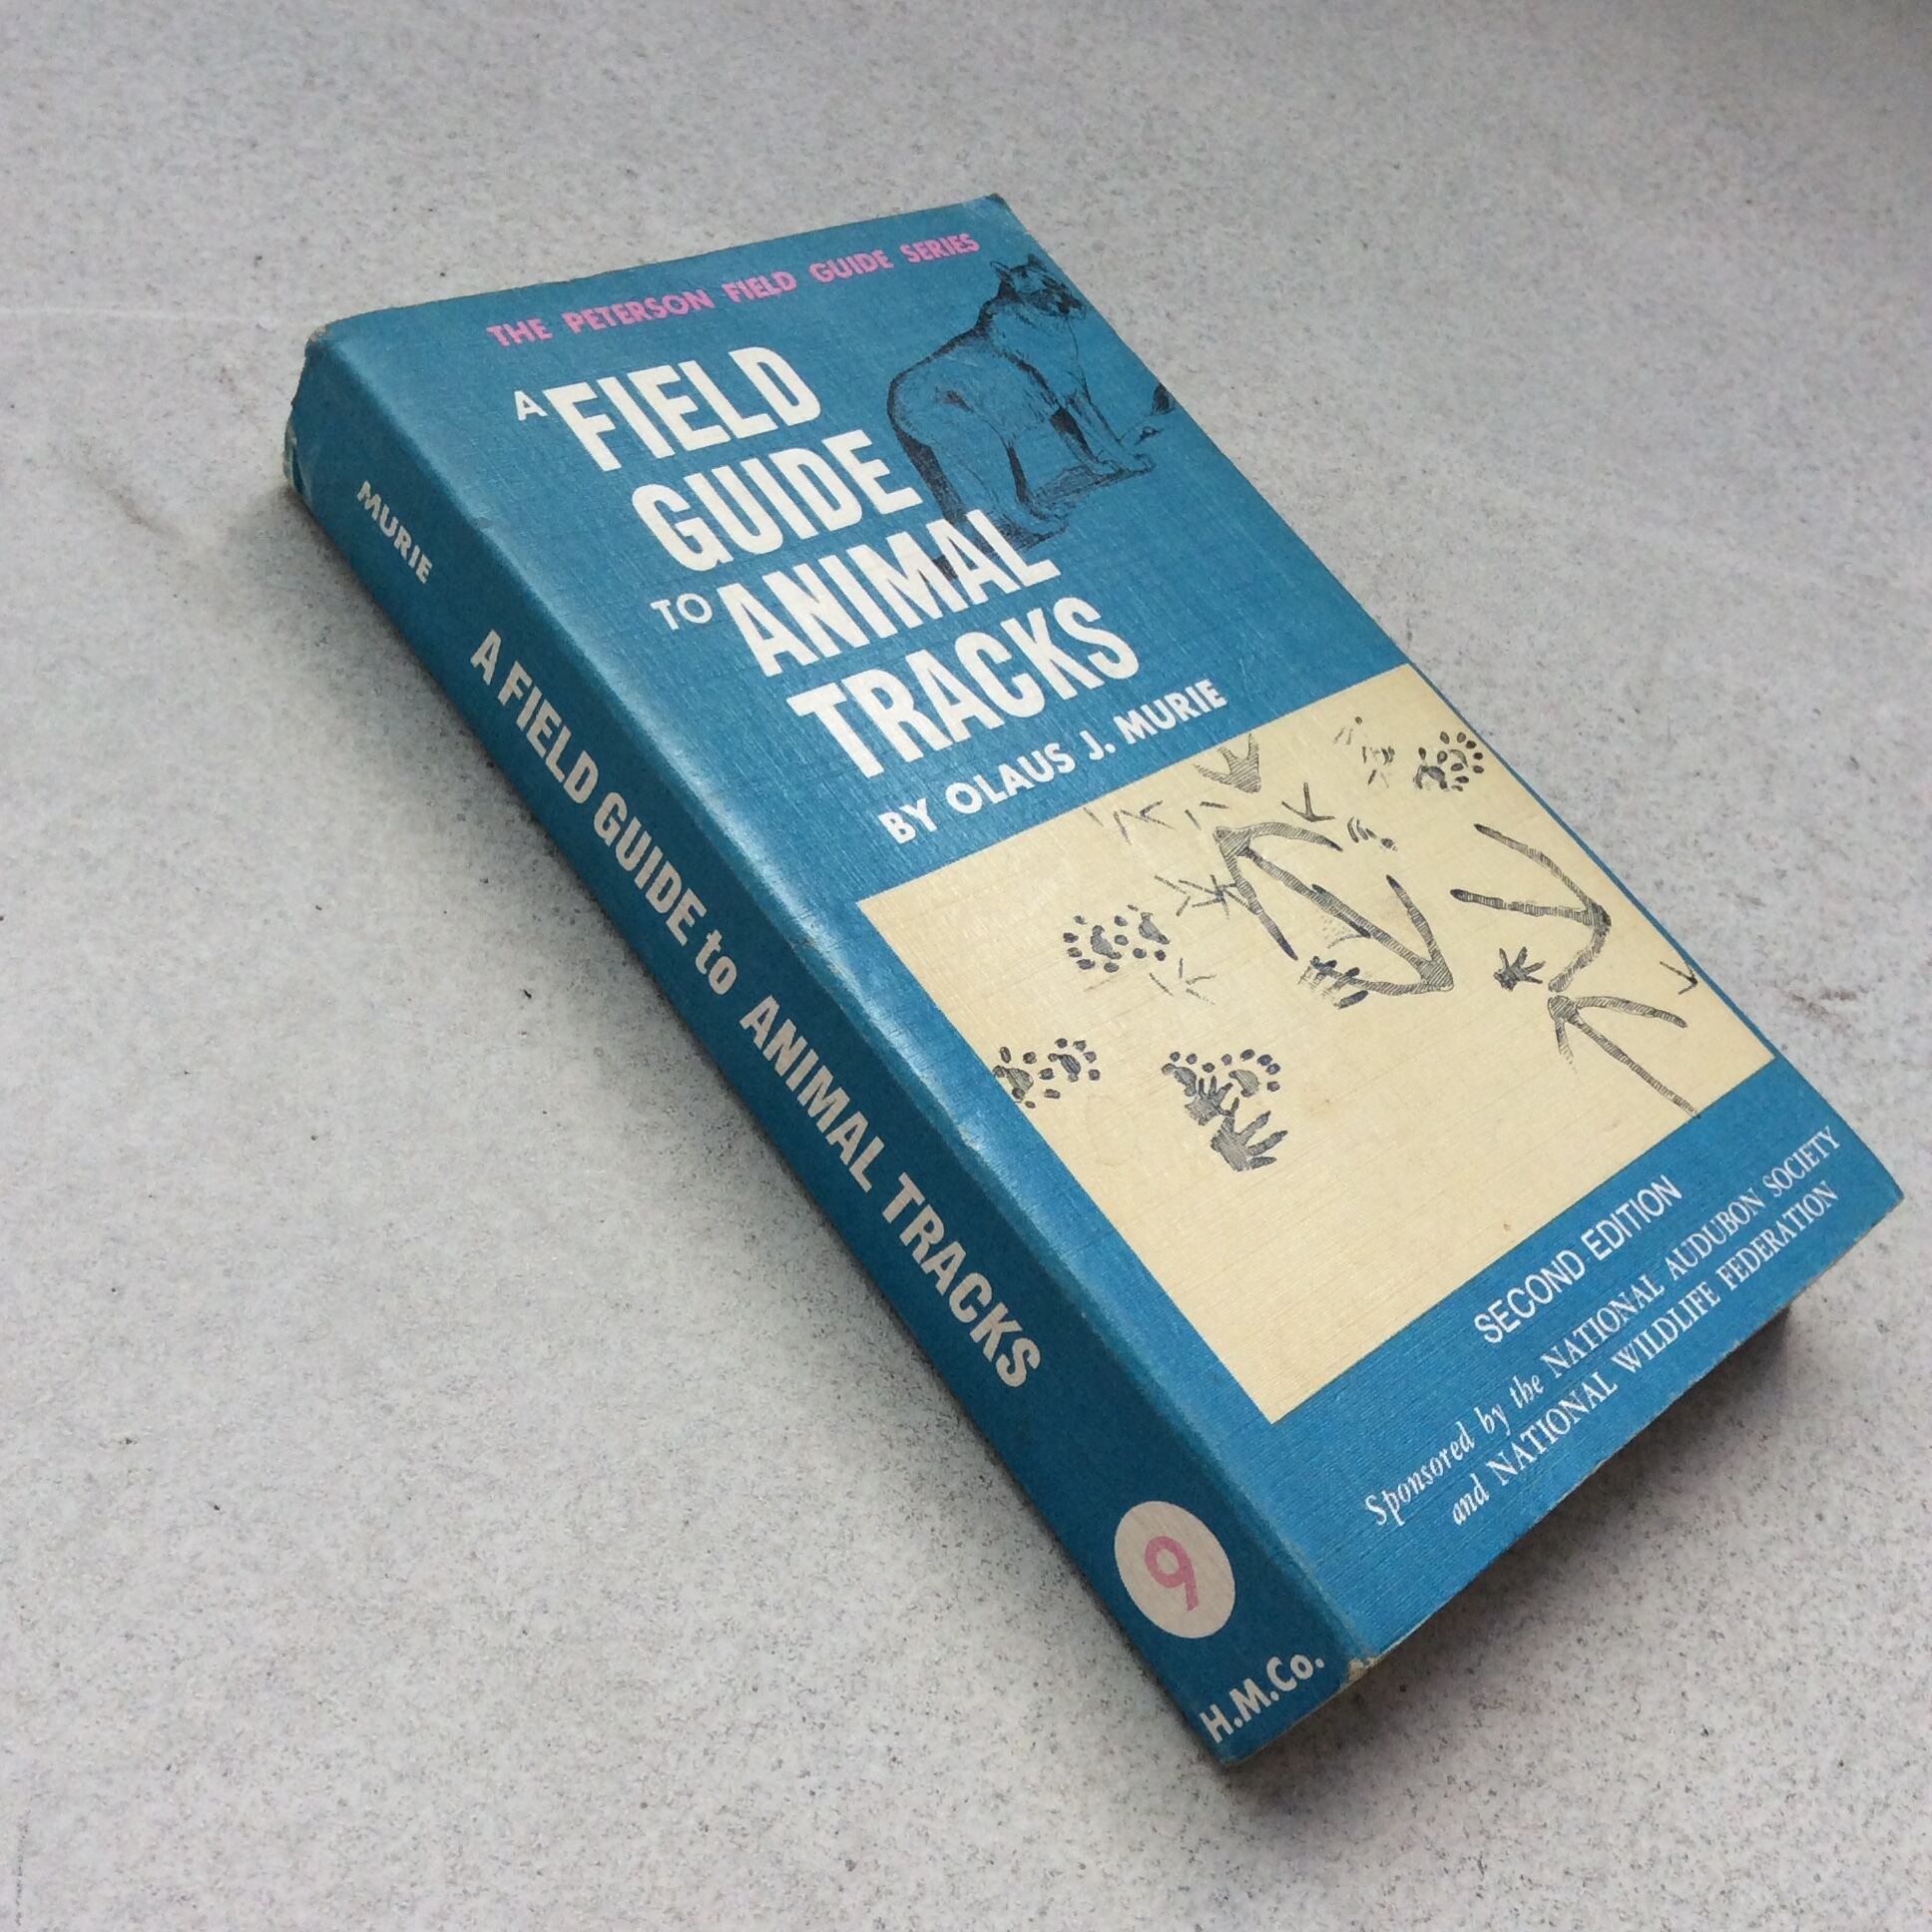 THE PETERSON FIELD GUIDE SERIES
A FIELD
GUIDE
TO ANIMAL
TRACKS
BY OLAUS J. MURIE
SECOND EDITION
Sponsored by the NATIONAL AUDUBON SOCIETY
and NATIONAL WILDLIFE FEDERATION
MURIE
A FIELD GUIDE to ANIMAL TRACKS
9
H.M.Co.